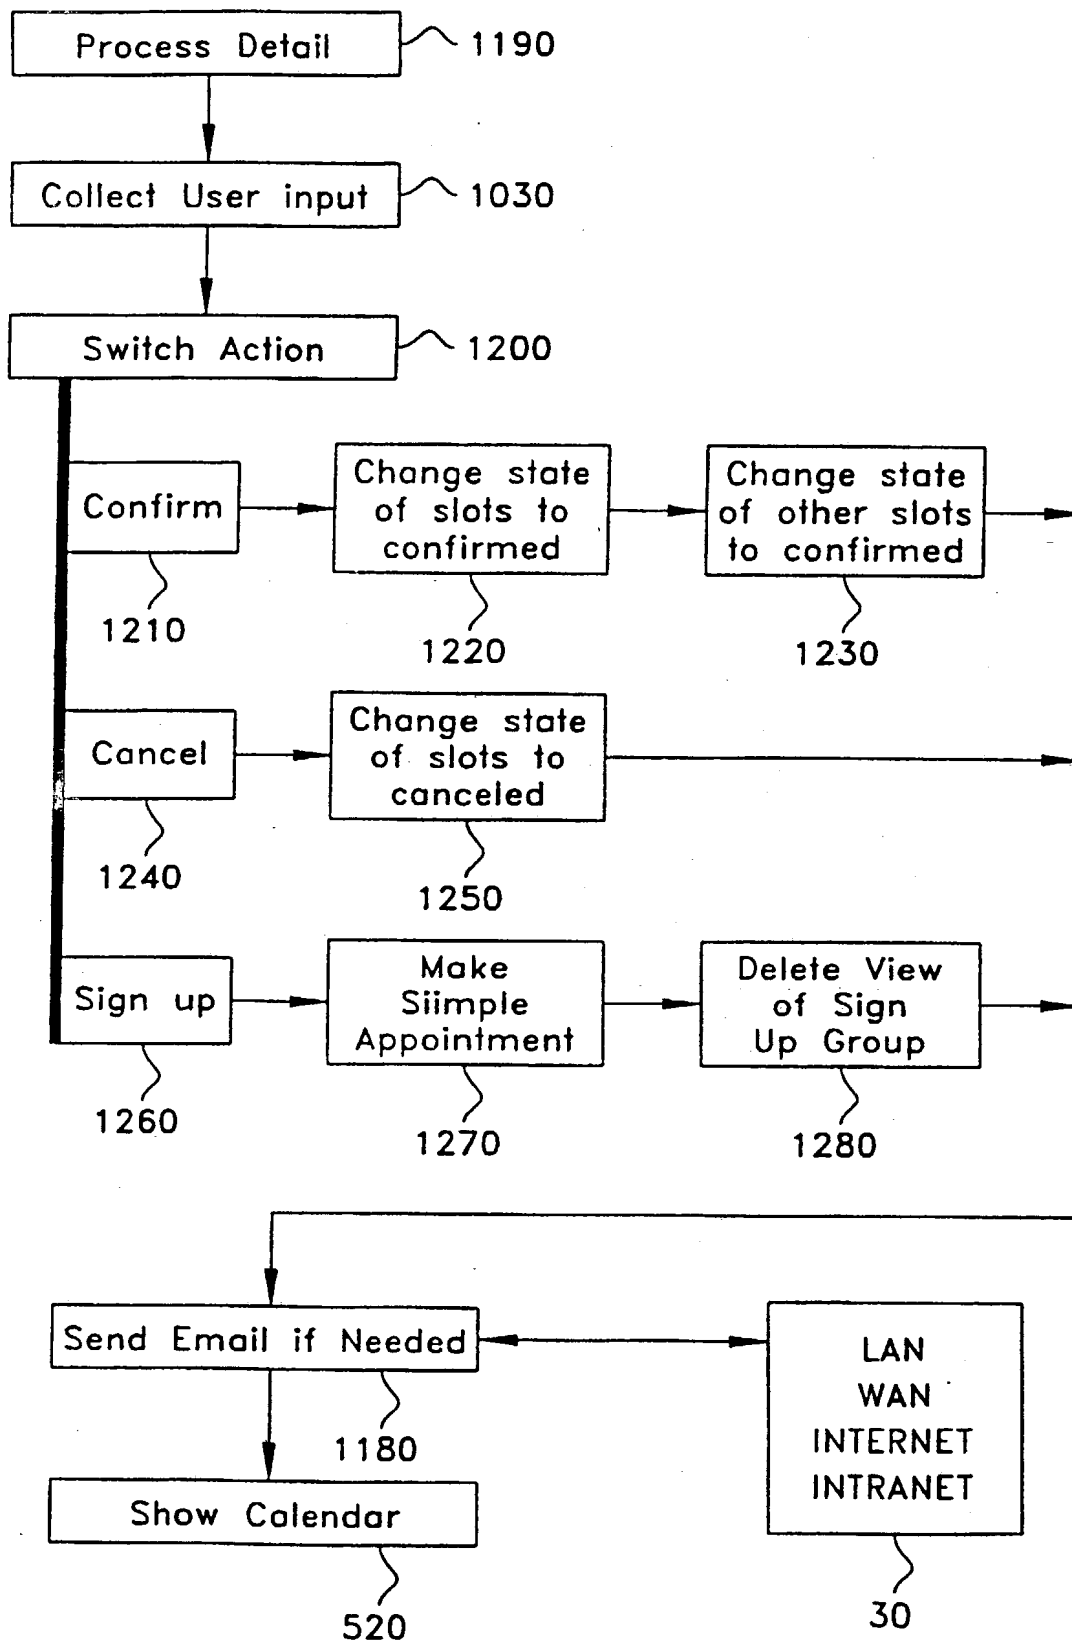 Process Detail
1190
Collect User input
1030
Switch Action
1200
Confirm
1210
Change state
of slots to
confirmed
1220
Change state
of other slots
to confirmed
1230
Cancel
1240
Change state
of slots to
canceled
1250
Sign up
1260
Make
Siimple
Appointment
1270
Delete View
of Sign
Up Group
1280
Send Email if Needed
1180
LAN
WAN
INTERNET
INTRANET
30
Show Calendar
520